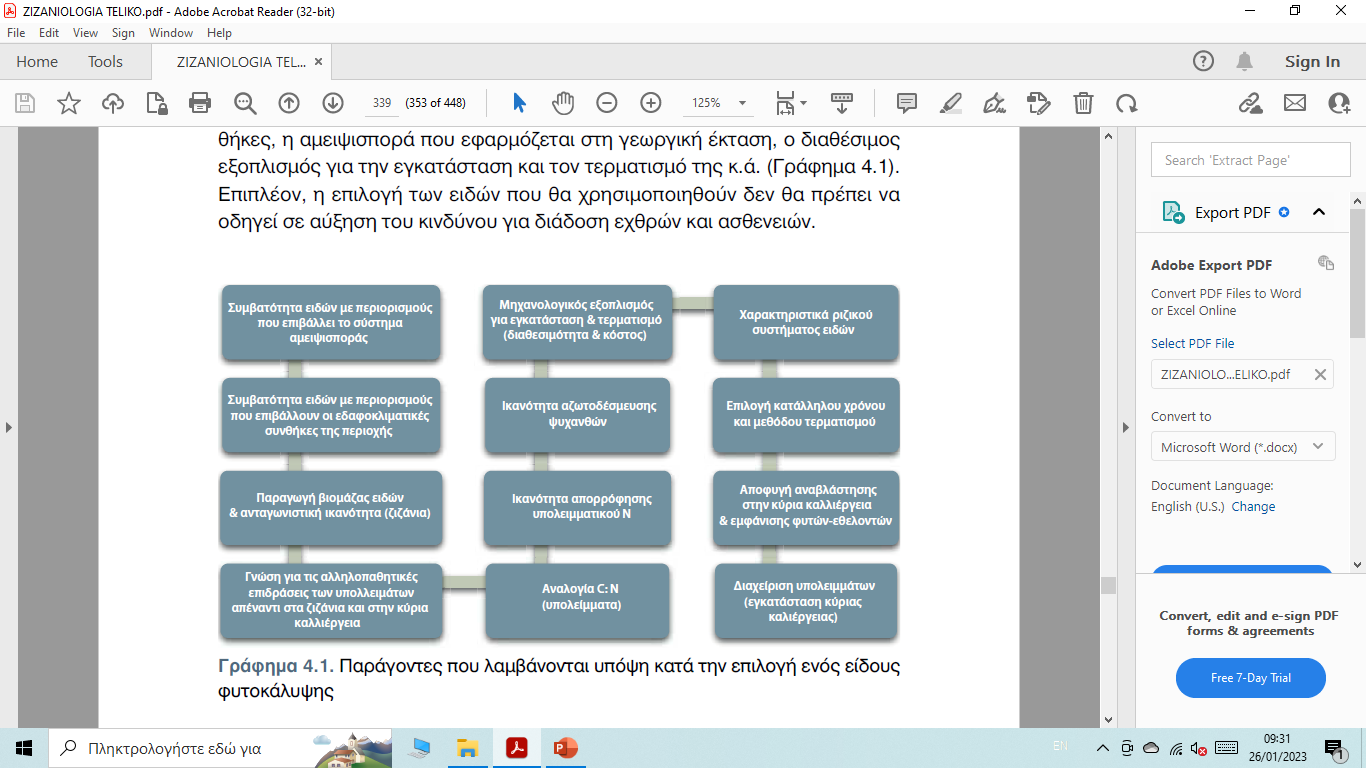 ZIZANIOLOGIA TELIKO.pdf - Adobe Acrobat Reader (32-bit)
File Edit View Sign Window Help
Home Tools ZIZANIOLOGIA TEL... × Sign In
339 (353 of 448) 125%
θήκες, η αμειψισπορά που εφαρμόζεται στη γεωργική έκταση, ο διαθέσιμος
εξοπλισμός για την εγκατάσταση και τον τερματισμό της κ.ά. (Γράφημα 4.1).
Επιπλέον, η επιλογή των ειδών που θα χρησιμοποιηθούν δεν θα πρέπει να
οδηγεί σε αύξηση του κινδύνου για διάδοση εχθρών και ασθενειών.
Συμβατότητα ειδών με περιορισμούς
που επιβάλλει το σύστημα
αμειψισποράς
Συμβατότητα ειδών με περιορισμούς
που επιβάλλουν οι εδαφοκλιματικές
συνθήκες της περιοχής
Παραγωγή βιομάζας ειδών
& ανταγωνιστική ικανότητα (ζιζάνια)
Γνώση για τις αλληλοπαθητικές
επιδράσεις των υπολλειμάτων
απέναντι στα ζιζάνια και στην κύρια
καλλιέργεια
Αναλογία C: N
(υπολείμματα)
Ικανότητα απορρόφησης
υπολειμματικού Ν
Ικανότητα αζωτοδέσμευσης
ψυχανθών
Μηχανολογικός εξοπλισμός
για εγκατάσταση & τερματισμό
(διαθεσιμότητα & κόστος)
Χαρακτηριστικά ριζικού
συστήματος ειδών
Επιλογή κατάλληλου χρόνου
και μεθόδου τερματισμού
Αποφυγή αναβλάστησης
στην κύρια καλλιέργεια
& εμφάνισης φυτών-εθελοντών
Διαχείριση υπολειμμάτων
(εγκατάσταση κύριας
καλιέργειας)
Γράφημα 4.1. Παράγοντες που λαμβάνονται υπόψη κατά την επιλογή ενός είδους
φυτοκάλυψης
Search 'Extract Page'
Export PDF
Adobe Export PDF
Convert PDF Files to Word
or Excel Online
Select PDF File
ZIZANIOLO...ELIKO.pdf
Convert to
Microsoft Word (*.docx)
Document Language:
English (U.S.) Change
Convert, edit and e-sign PDF
forms & agreements
Free 7-Day Trial
Πληκτρολογήστε εδώ για
EN
09:31
26/01/2023
1